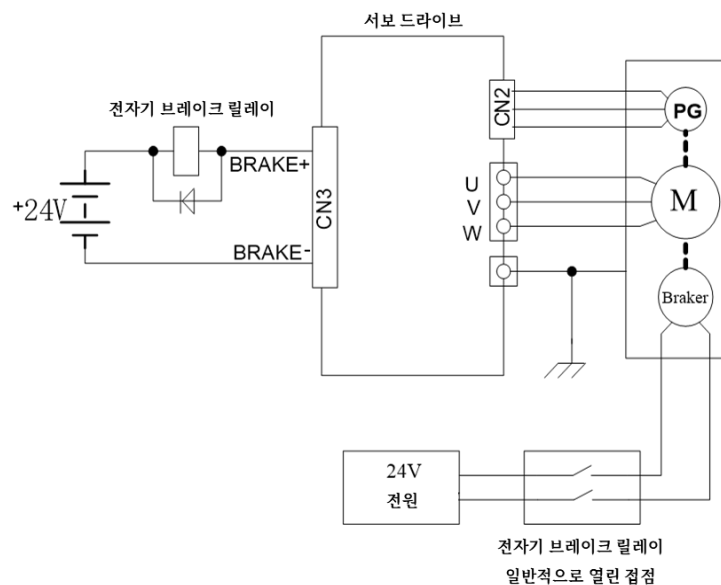 서보 드라이브
전자기 브레이크 릴레이
CN2
PG
BRAKE+
+24V
CN3
U
V
W
M
BRAKE-
Braker
24V
전원
전자기 브레이크 릴레이
일반적으로 열린 접점